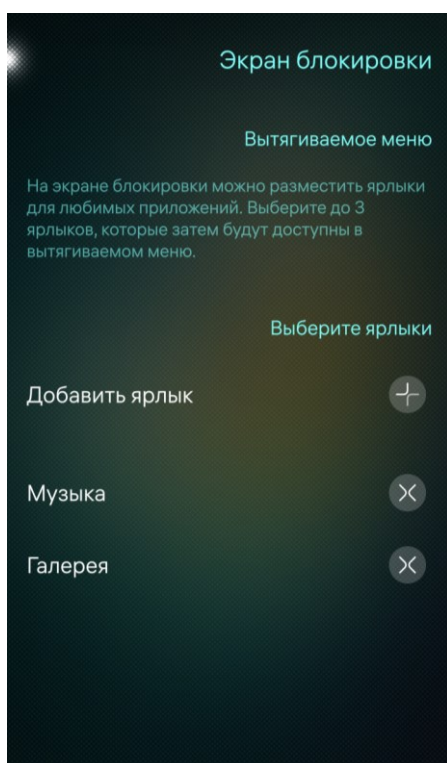 Экран блокировки
Вытягиваемое меню
На экране блокировки можно разместить ярлыки
для любимых приложений. Выберите до 3
ярлыков, которые затем будут доступны в
вытягиваемом меню.
Выберите ярлыки
Добавить ярлык
Музыка
Галерея